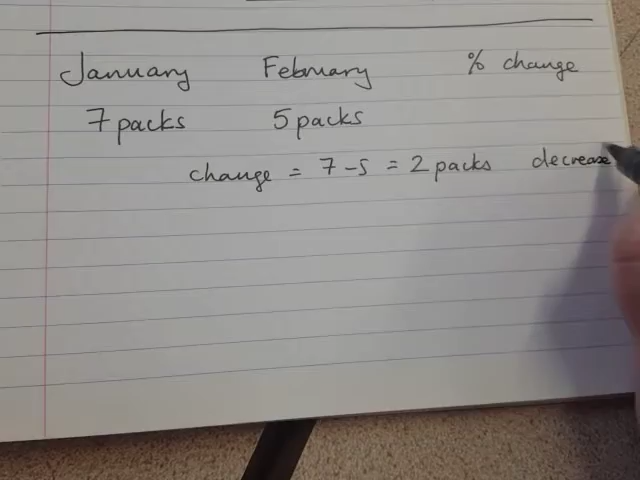 January February % change
7 packs 5 packs
change = 7 - 5 = 2 packs decrease